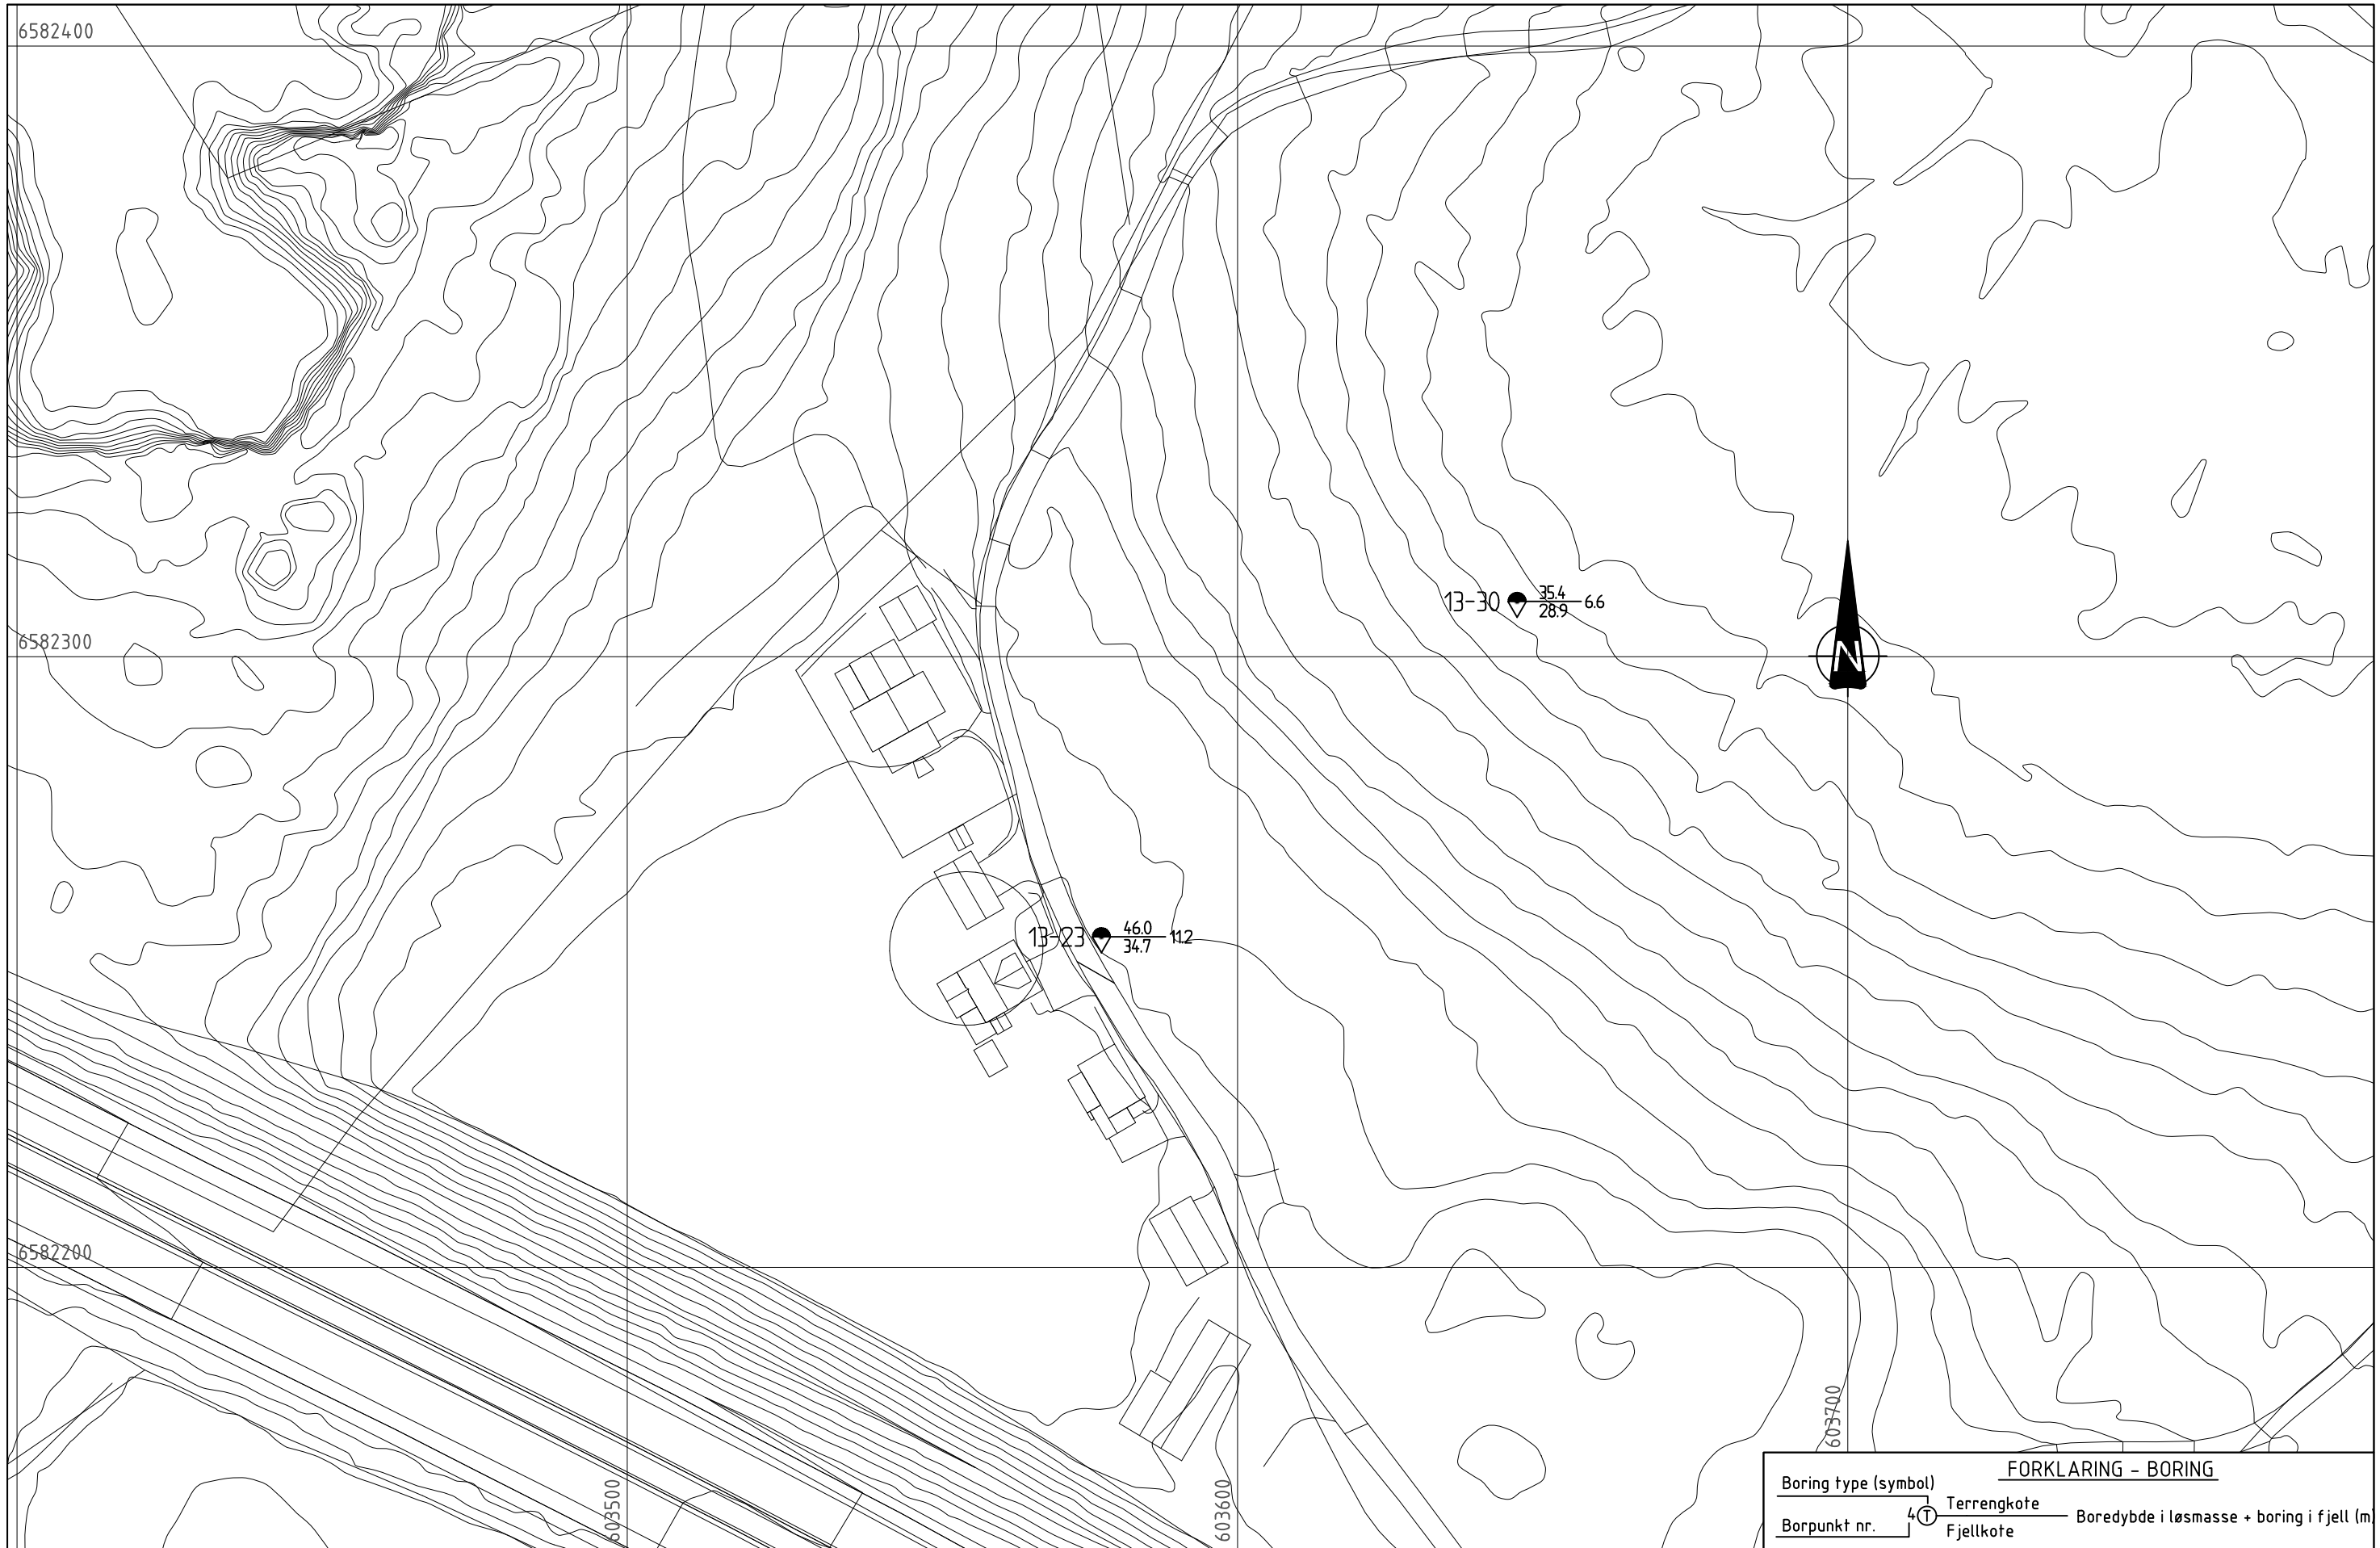 6582400
13-30 35.4 6.6
28.9
N
6582300
13-23 46.0 11.2
34.7
6582200
603500
603600
603700
FORKLARING - BORING
Boring type (symbol)
4 T Terrengkote
Boredybde i løsmasse + boring i fjell (m)
Borpunkt nr.
Fjellkote